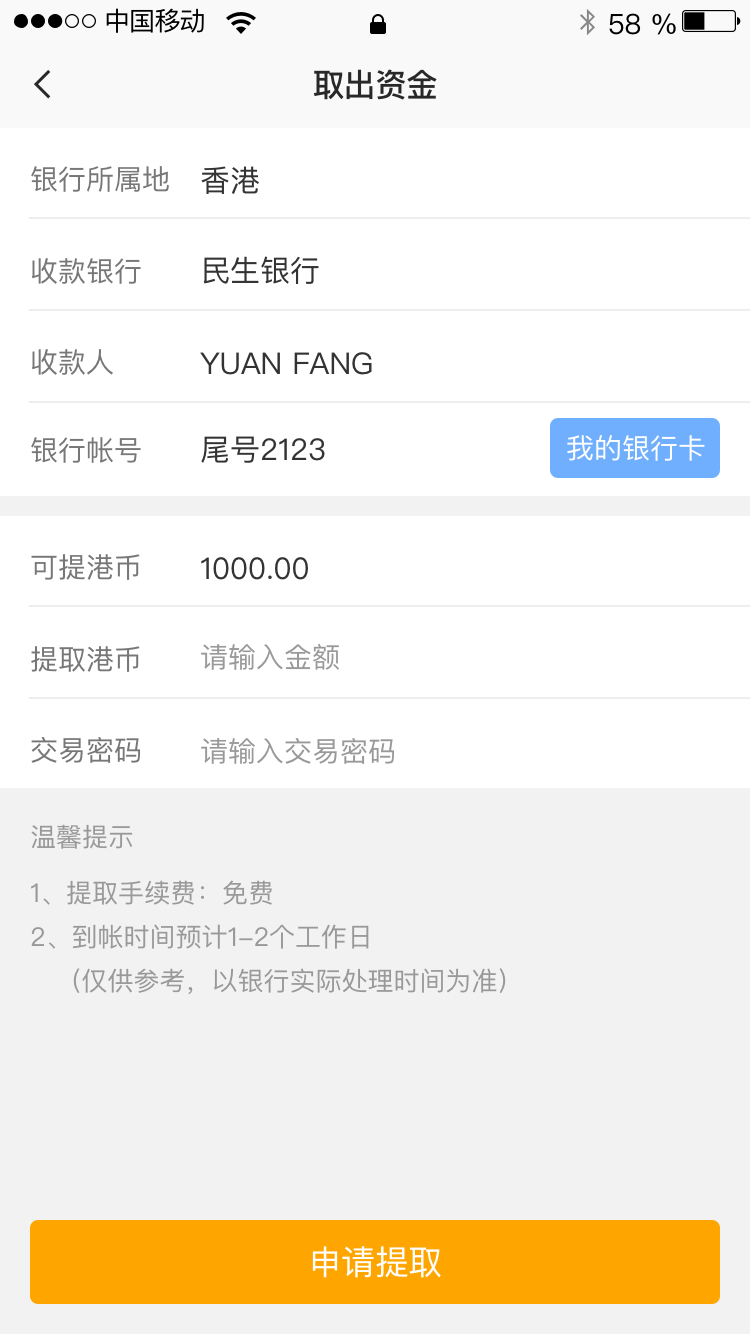 中国移动 58 %
取出资金
银行所属地 香港
收款银行 民生银行
收款人 YUAN FANG
银行帐号 尾号2123 我的银行卡
可提港币 1000.00
提取港币 请输入金额
交易密码 请输入交易密码
温馨提示
1、提取手续费：免费
2、到帐时间预计1-2个工作日
（仅供参考，以银行实际处理时间为准）
申请提取